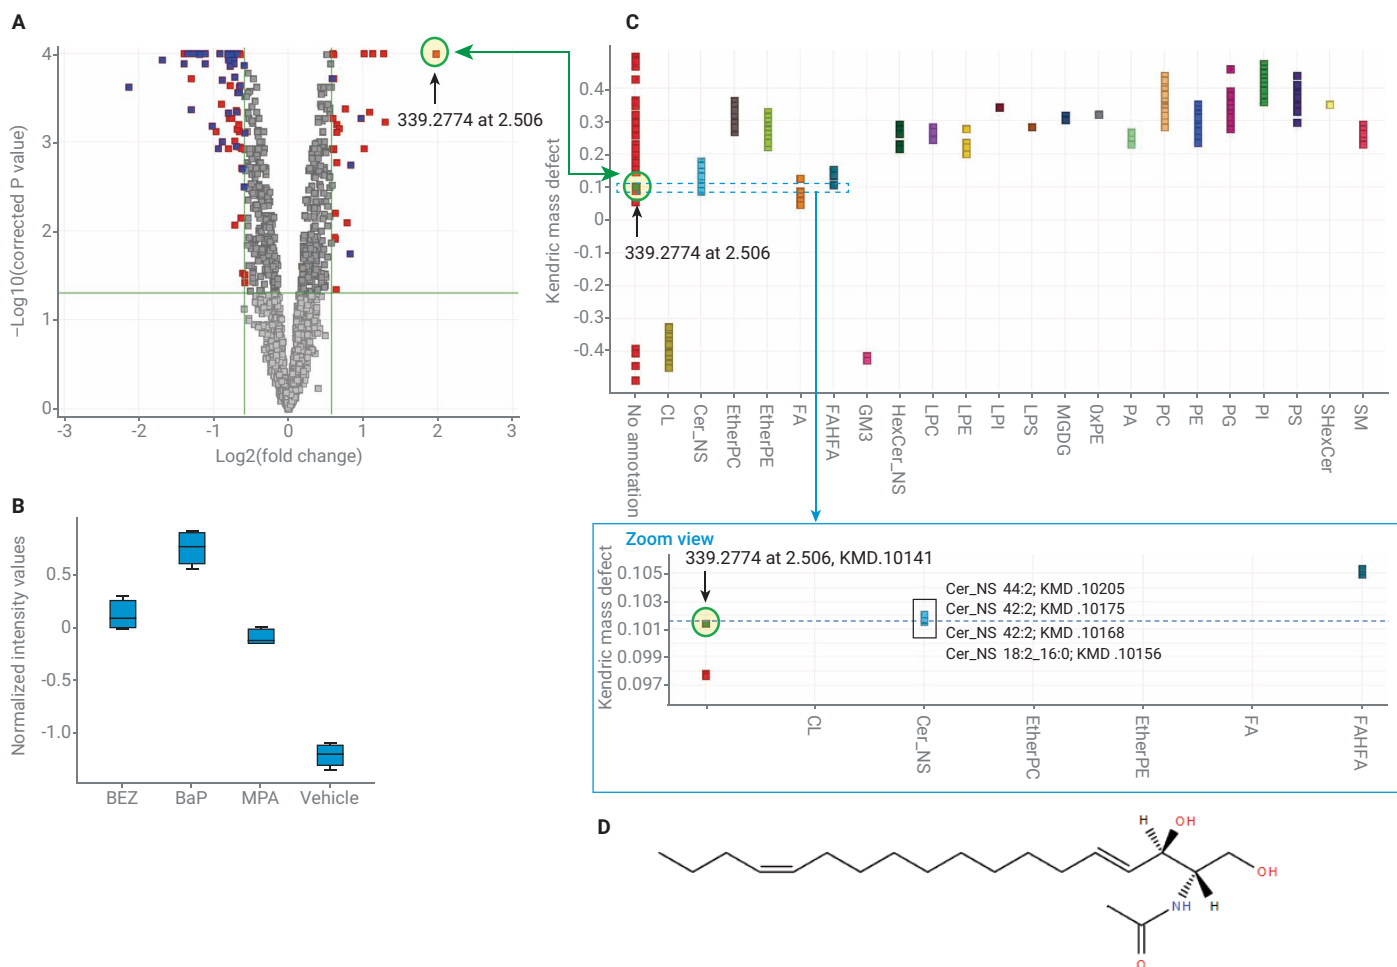 A
4
3
2
1
0
-3
-2
-1
0
1
2
3
−Log10(corrected P value)
Log2(fold change)
339.2774 at 2.506
B
Normalized intensity values
0.5
0
-0.5
-1.0
BEZ
BaP
MPA
Vehicle
C
Kendric mass defect
0.4
0.3
0.2
0.1
0
-0.1
-0.2
-0.3
-0.4
339.2774 at 2.506
No annotation
CL
Cer_NS
EtherPC
EtherPE
FA
FAHFA
GM3
HexCer_NS
LPC
LPE
LPI
LPS
MGDG
0xPE
PA
PC
PE
PG
PI
PS
SHexCer
SM
Zoom view
339.2774 at 2.506, KMD.10141
Kendric mass defect
0.105
0.103
0.101
0.099
0.097
Cer_NS 44:2; KMD .10205
Cer_NS 42:2; KMD .10175
Cer_NS 42:2; KMD .10168
Cer_NS 18:2_16:0; KMD .10156
CL
Cer_NS
EtherPC
EtherPE
FA
FAHFA
D
H
OH
OH
NH
H
O